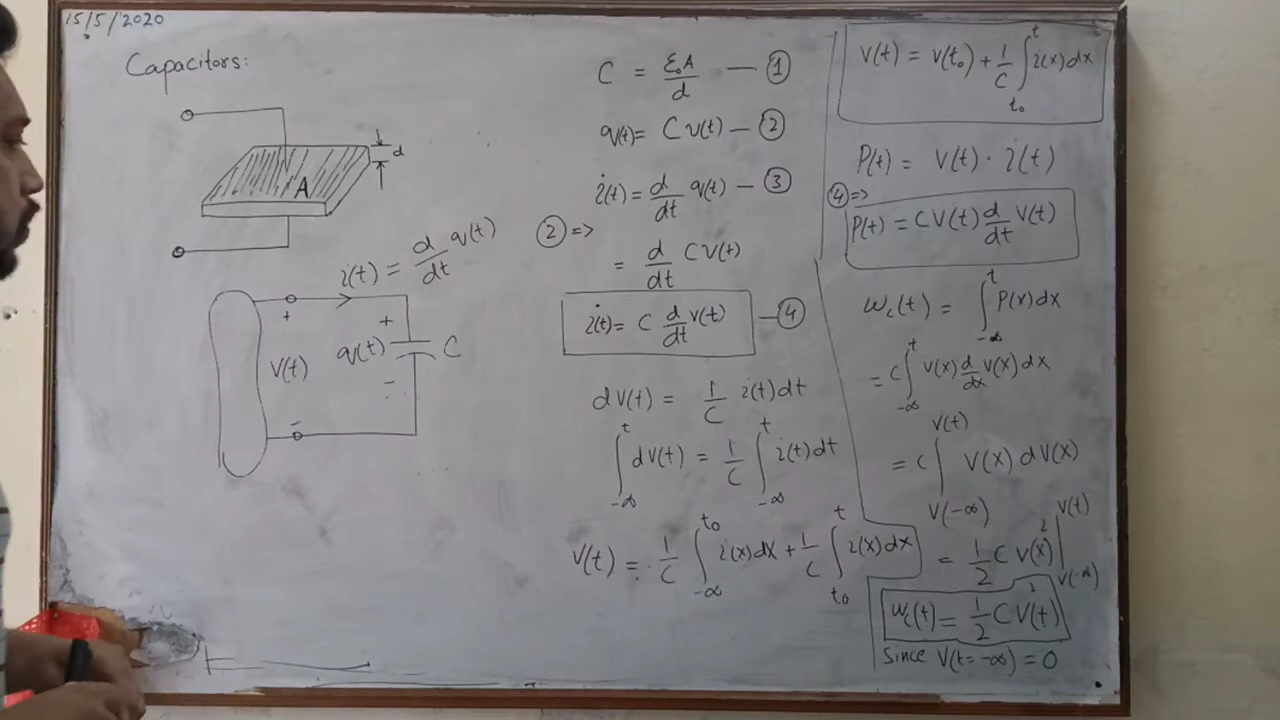 15/5/2020
Capacitors:
d
A
i(t) = d/dt q(t)
+
V(t)
-
+
q(t)
-
C
C = ε₀A/d — ①
q(t) = C v(t) — ②
i(t) = d/dt q(t) — ③
② =>
= d/dt C V(t)
i(t) = C d/dt v(t) — ④
dV(t) = 1/C i(t)dt
∫_{-∞}^{t} dV(t) = 1/C ∫_{-∞}^{t} i(t)dt
V(t) = 1/C ∫_{-∞}^{t₀} i(x)dx + 1/C ∫_{t₀}^{t} i(x)dx
V(t) = V(t₀) + 1/C ∫_{t₀}^{t} i(x)dx
P(t) = V(t) · i(t)
④ =>
P(t) = C V(t) d/dt V(t)
W_c(t) = ∫_{-∞}^{t} P(x)dx
= C ∫_{-∞}^{t} V(x) d/dx V(x) dx
= C ∫_{V(-∞)}^{V(t)} V(x) dV(x)
= 1/2 C V²(x) |_{V(-∞)}^{V(t)}
W_c(t) = 1/2 C V²(t)
Since V(t=-∞) = 0